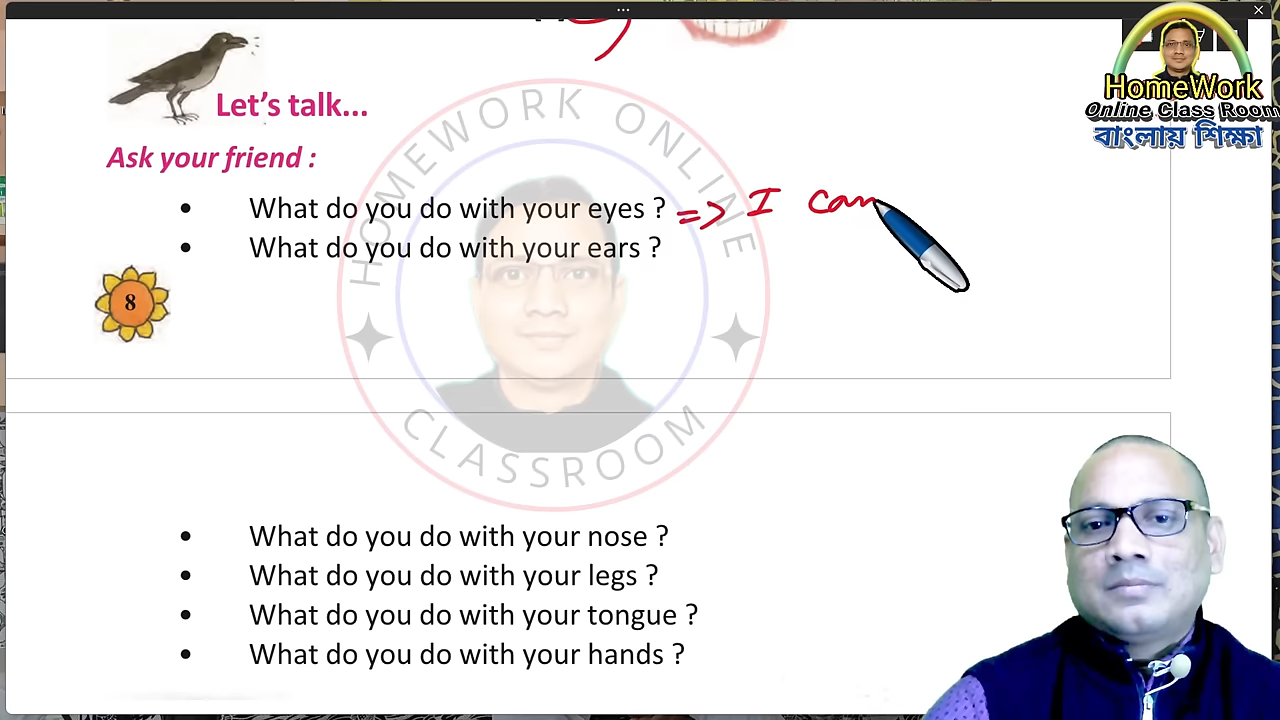 HomeWork
Online Class Room
বাংলায় শিক্ষা
Let's talk...
Ask your friend :
• What do you do with your eyes ? => I can
• What do you do with your ears ?
8
HOMEWORK ONLINE
CLASSROOM
• What do you do with your nose ?
• What do you do with your legs ?
• What do you do with your tongue ?
• What do you do with your hands ?